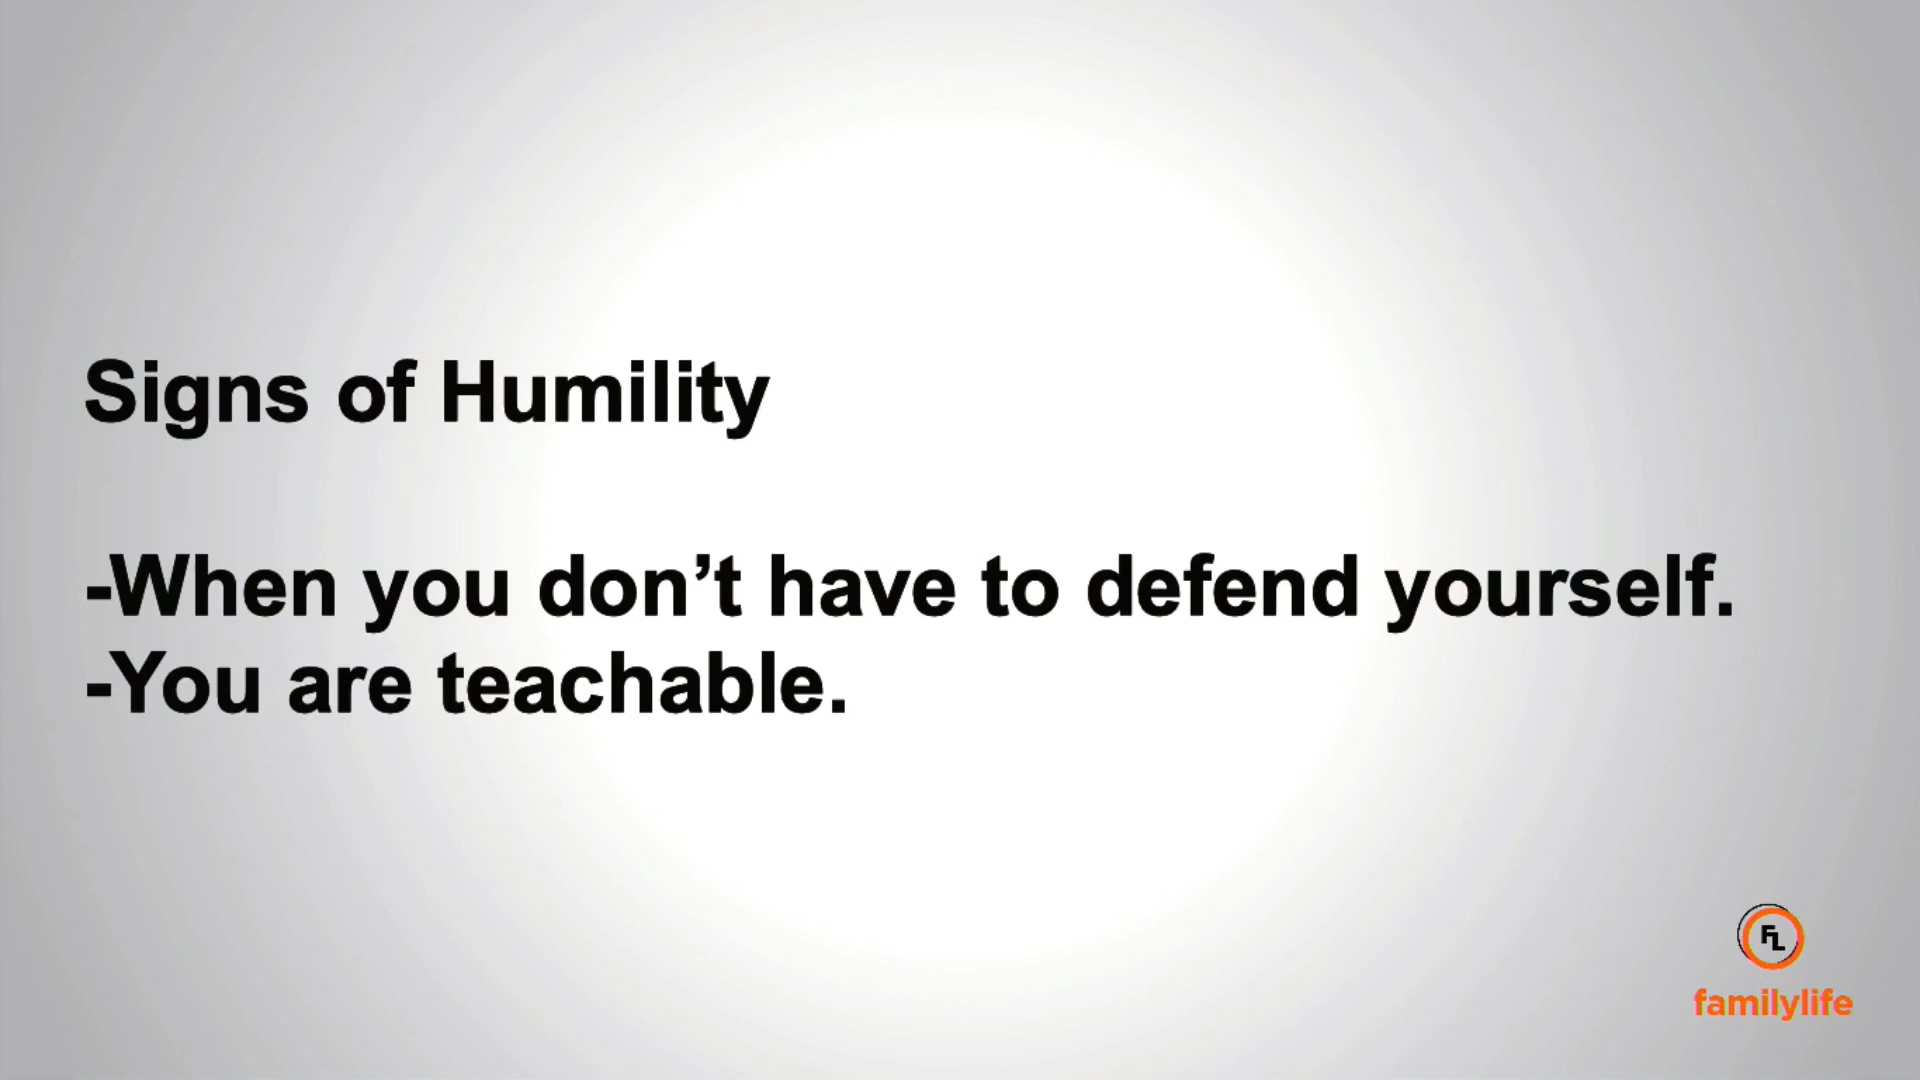 Signs of Humility
-When you don’t have to defend yourself.
-You are teachable.
FL
familylife